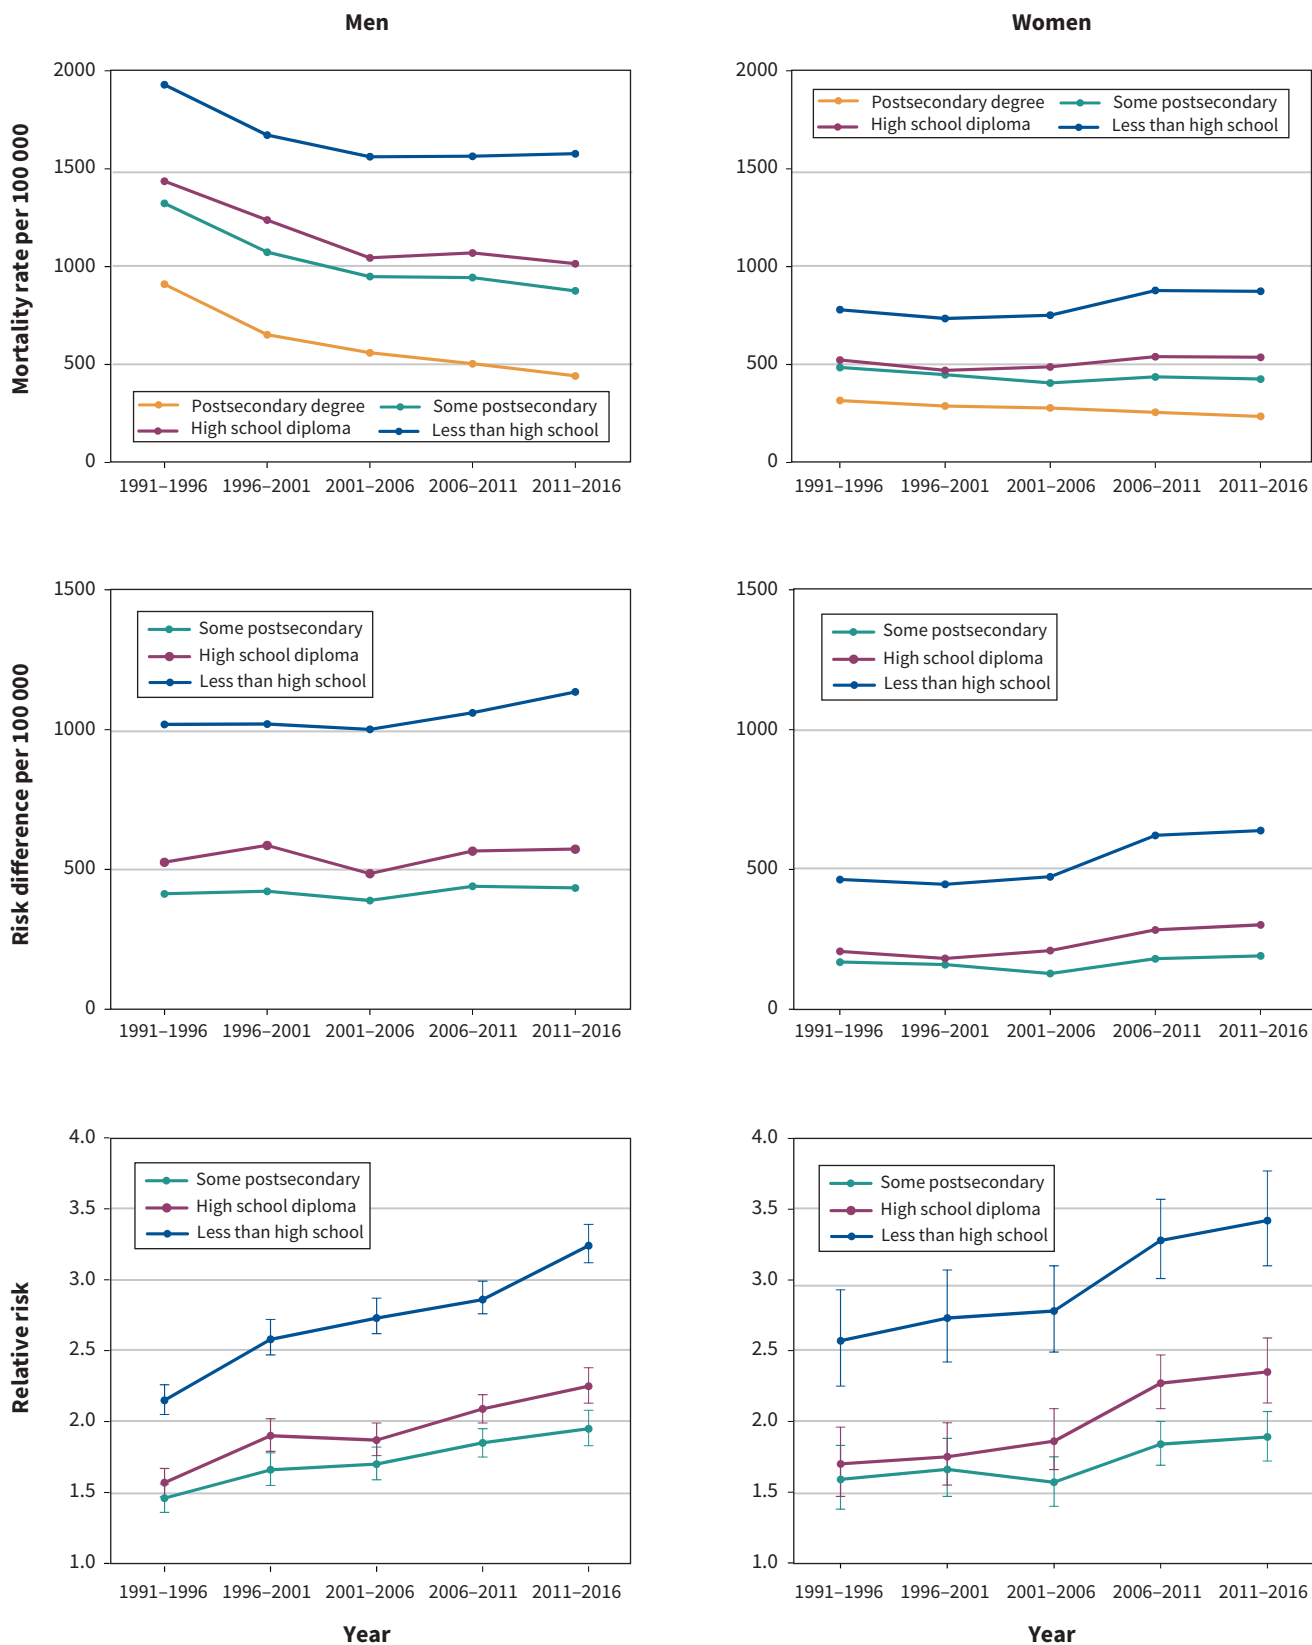 Men
Women
Mortality rate per 100 000
2000
1500
1000
500
0
Postsecondary degree
Some postsecondary
High school diploma
Less than high school
1991–1996
1996–2001
2001–2006
2006–2011
2011–2016
2000
1500
1000
500
0
Postsecondary degree
Some postsecondary
High school diploma
Less than high school
1991–1996
1996–2001
2001–2006
2006–2011
2011–2016
Risk difference per 100 000
1500
1000
500
0
Some postsecondary
High school diploma
Less than high school
1991–1996
1996–2001
2001–2006
2006–2011
2011–2016
1500
1000
500
0
Some postsecondary
High school diploma
Less than high school
1991–1996
1996–2001
2001–2006
2006–2011
2011–2016
Relative risk
4.0
3.5
3.0
2.5
2.0
1.5
1.0
Some postsecondary
High school diploma
Less than high school
1991–1996
1996–2001
2001–2006
2006–2011
2011–2016
Year
4.0
3.5
3.0
2.5
2.0
1.5
1.0
Some postsecondary
High school diploma
Less than high school
1991–1996
1996–2001
2001–2006
2006–2011
2011–2016
Year